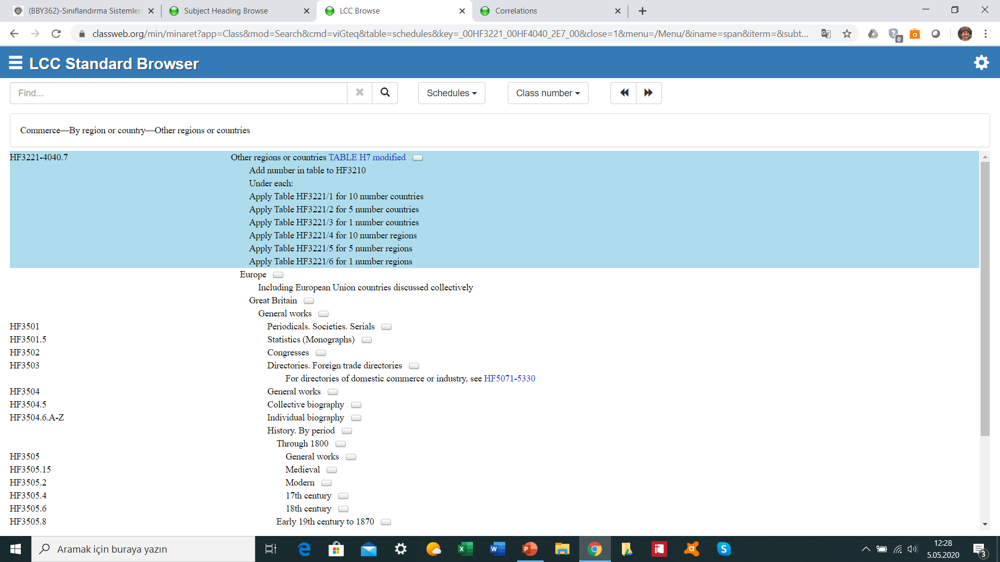 (BBY362)-Sınıflandırma Sistemleri
Subject Heading Browse
LCC Browse
Correlations
classweb.org/min/minaret?app=Class&mod=Search&cmd=viGteq&table=schedules&key=_00HF3221_00HF4040_2E7_00&close=1&menu=/Menu/&iname=span&iterm=&subt...
0
LCC Standard Browser
Find...
Schedules
Class number
Commerce—By region or country—Other regions or countries
HF3221-4040.7 Other regions or countries TABLE H7 modified
Add number in table to HF3210
Under each:
Apply Table HF3221/1 for 10 number countries
Apply Table HF3221/2 for 5 number countries
Apply Table HF3221/3 for 1 number countries
Apply Table HF3221/4 for 10 number regions
Apply Table HF3221/5 for 5 number regions
Apply Table HF3221/6 for 1 number regions
Europe
Including European Union countries discussed collectively
Great Britain
General works
HF3501 Periodicals. Societies. Serials
HF3501.5 Statistics (Monographs)
HF3502 Congresses
HF3503 Directories. Foreign trade directories
For directories of domestic commerce or industry, see HF5071-5330
HF3504 General works
HF3504.5 Collective biography
HF3504.6.A-Z Individual biography
History. By period
Through 1800
HF3505 General works
HF3505.15 Medieval
HF3505.2 Modern
HF3505.4 17th century
HF3505.6 18th century
HF3505.8 Early 19th century to 1870
Aramak için buraya yazın
12:28
5.05.2020
3